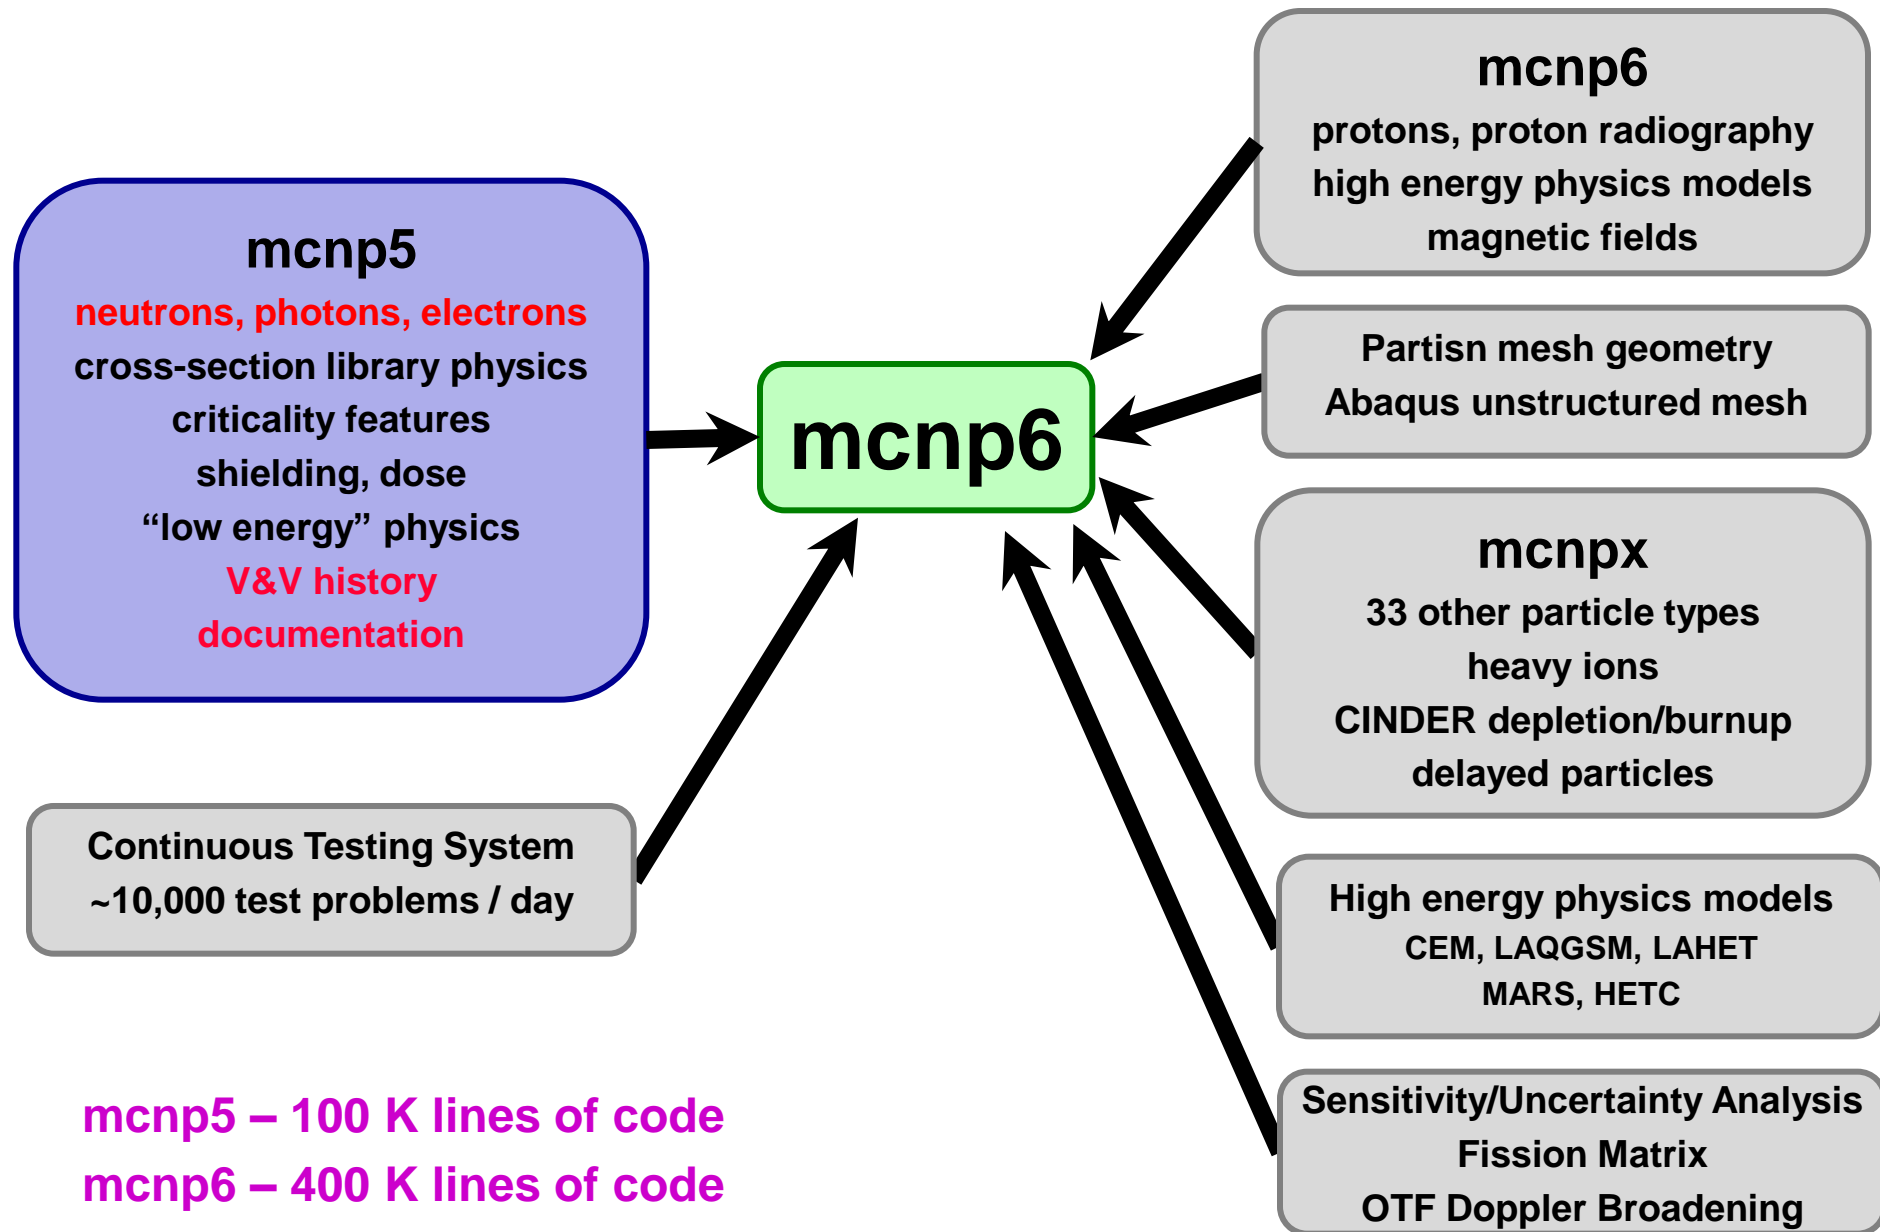 mcnp5
neutrons, photons, electrons
cross-section library physics
criticality features
shielding, dose
“low energy” physics
V&V history
documentation
Continuous Testing System
~10,000 test problems / day
mcnp5 – 100 K lines of code
mcnp6 – 400 K lines of code
mcnp6
mcnp6
protons, proton radiography
high energy physics models
magnetic fields
Partisn mesh geometry
Abaqus unstructured mesh
mcnpx
33 other particle types
heavy ions
CINDER depletion/burnup
delayed particles
High energy physics models
CEM, LAQGSM, LAHET
MARS, HETC
Sensitivity/Uncertainty Analysis
Fission Matrix
OTF Doppler Broadening